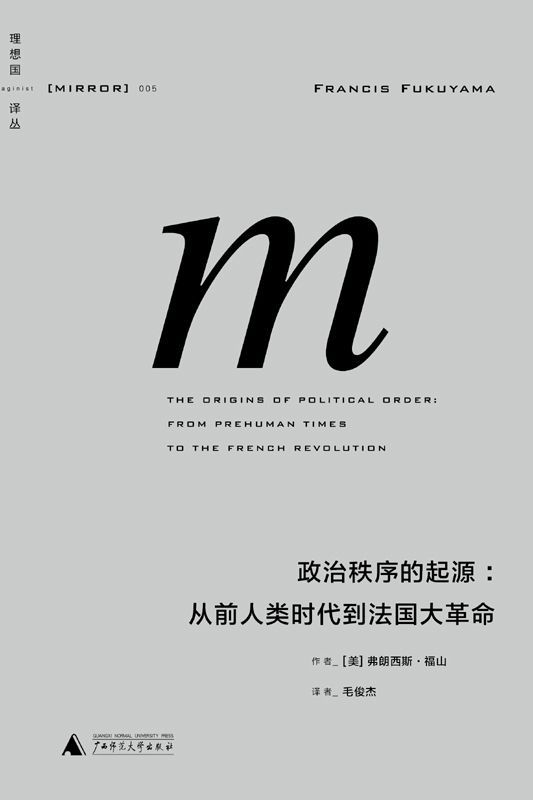 理想国
aginist
译丛
[MIRROR] 005
FRANCIS FUKUYAMA
m
THE ORIGINS OF POLITICAL ORDER:
FROM PREHUMAN TIMES
TO THE FRENCH REVOLUTION
政治秩序的起源：
从前人类时代到法国大革命
作者_ [美] 弗朗西斯·福山
译者_ 毛俊杰
GUANGXI NORMAL UNIVERSITY PRESS
广西师范大学出版社